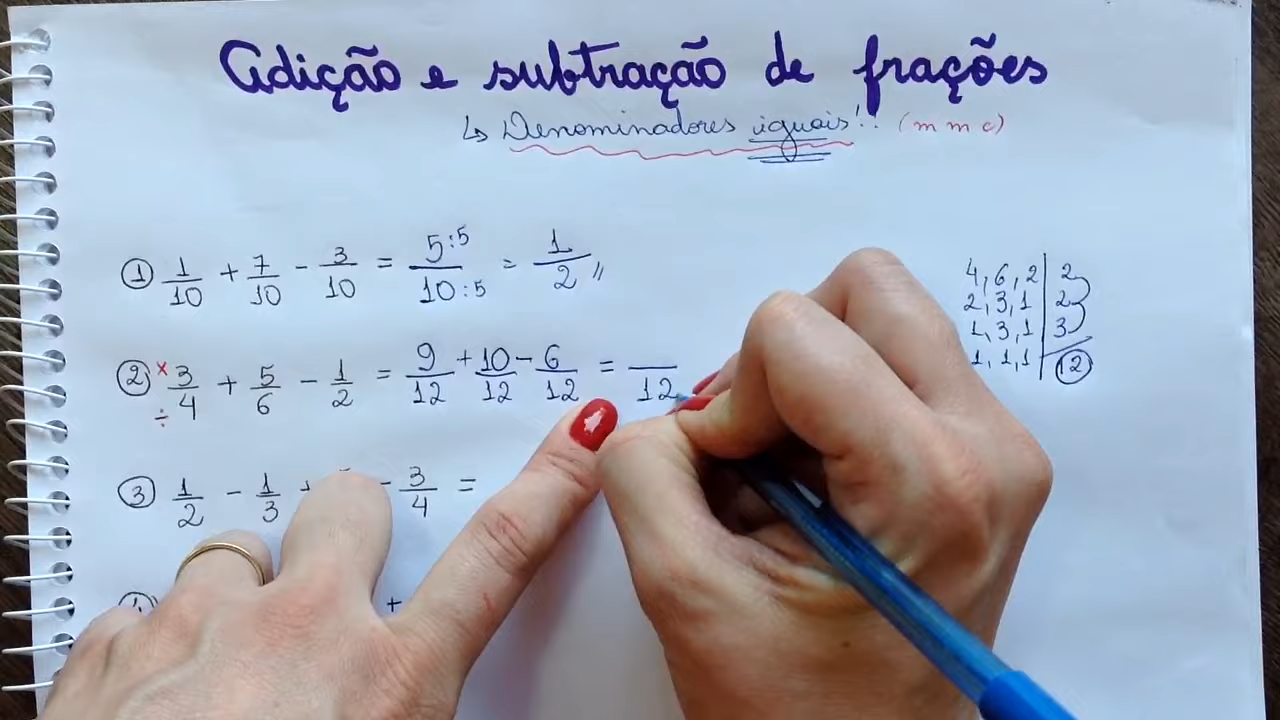 Adição e subtração de frações
↳ Denominadores iguais!. (m m c)
① 1/10 + 7/10 - 3/10 = 5:5/10:5 = 1/2 //
② × ÷ 3/4 + 5/6 - 1/2 = 9/12 + 10/12 - 6/12 = /12
③ 1/2 - 1/3 + - 3/4 =
+
4, 6, 2 | 2
2, 3, 1 | 2
1, 3, 1 | 3
1, 1, 1 | 12